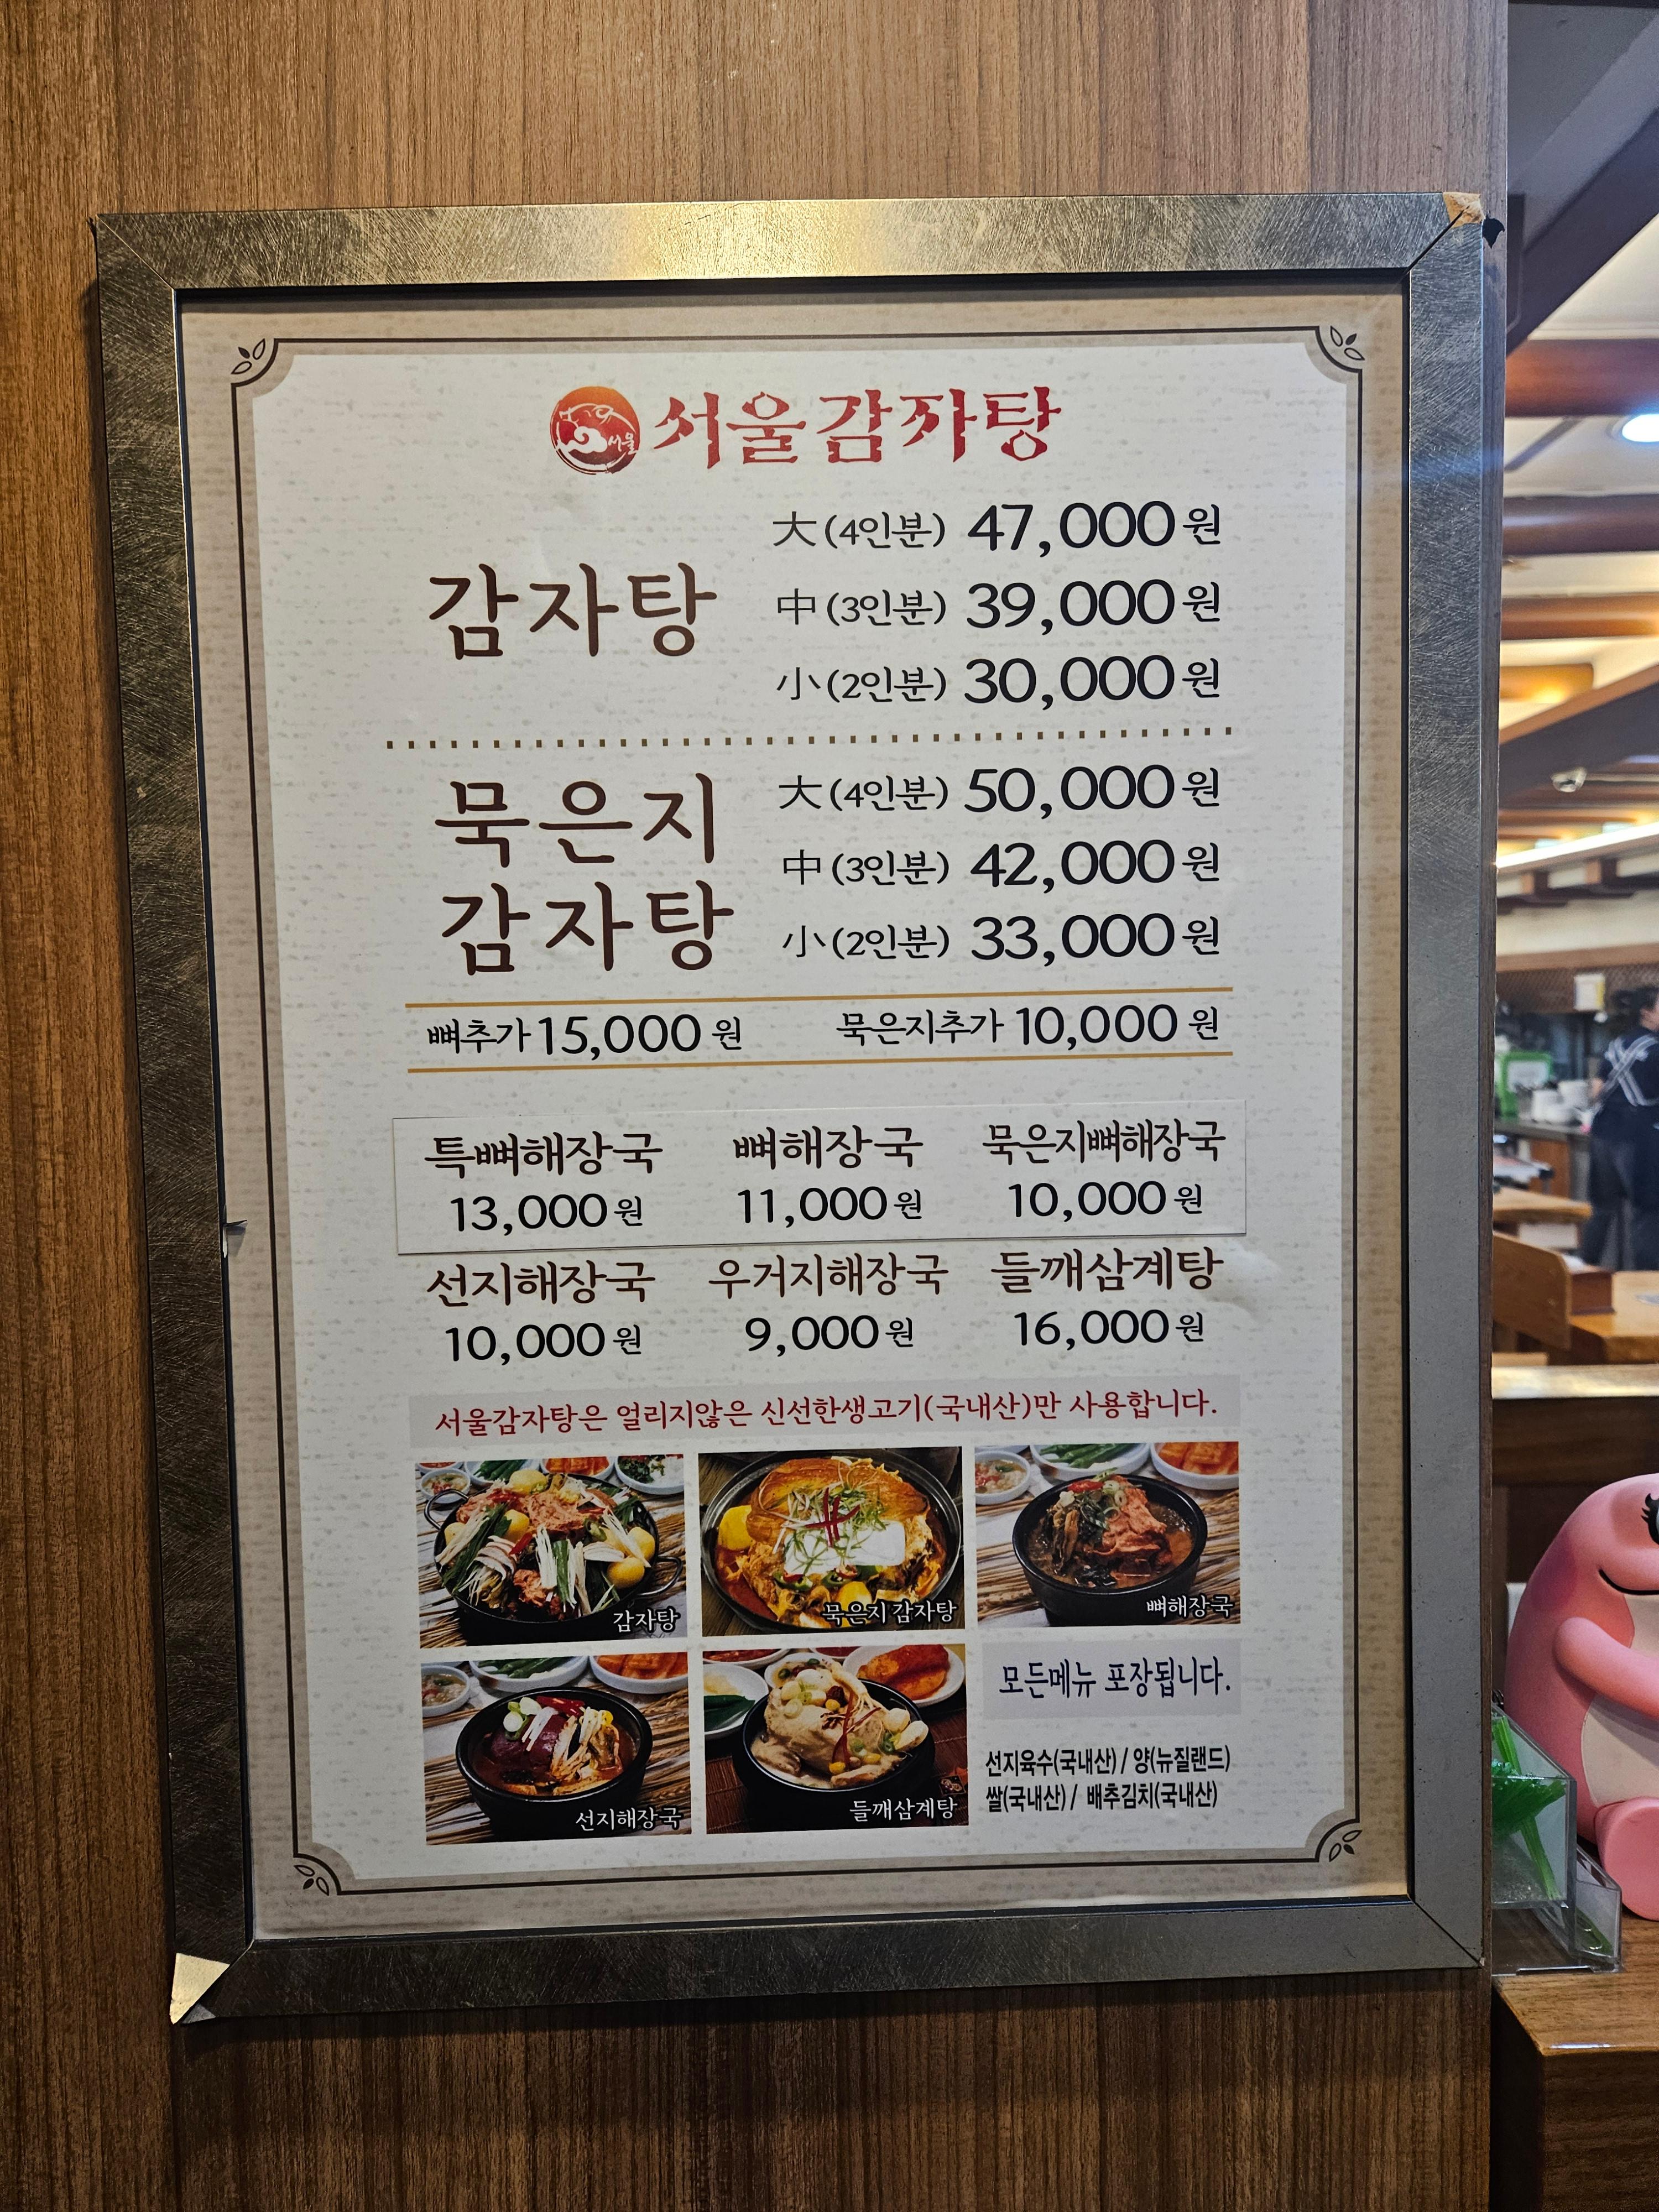 서울
서울감자탕
감자탕
大(4인분) 47,000원
中(3인분) 39,000원
小(2인분) 30,000원
묵은지
감자탕
大(4인분) 50,000원
中(3인분) 42,000원
小(2인분) 33,000원
뼈추가 15,000원 묵은지추가 10,000원
특뼈해장국 뼈해장국 묵은지뼈해장국
13,000원 11,000원 10,000원
선지해장국 우거지해장국 들깨삼계탕
10,000원 9,000원 16,000원
서울감자탕은 얼리지않은 신선한생고기(국내산)만 사용합니다.
감자탕 묵은지 감자탕 뼈해장국
선지해장국 들깨삼계탕
모든메뉴 포장됩니다.
선지육수(국내산) / 양(뉴질랜드)
쌀(국내산) / 배추김치(국내산)